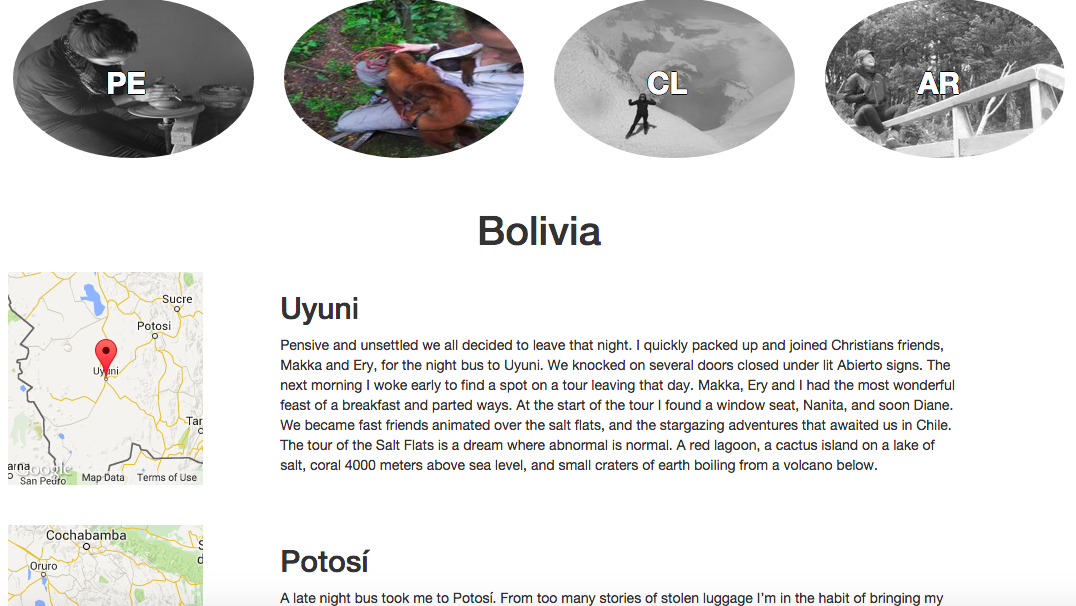 PE
CL
AR
Bolivia
Sucre
Potosi
Uyuni
Tar
arna
Google
San Pedro
Map Data
Terms of Use
Uyuni
Pensive and unsettled we all decided to leave that night. I quickly packed up and joined Christians friends,
Makka and Ery, for the night bus to Uyuni. We knocked on several doors closed under lit Abierto signs. The
next morning I woke early to find a spot on a tour leaving that day. Makka, Ery and I had the most wonderful
feast of a breakfast and parted ways. At the start of the tour I found a window seat, Nanita, and soon Diane.
We became fast friends animated over the salt flats, and the stargazing adventures that awaited us in Chile.
The tour of the Salt Flats is a dream where abnormal is normal. A red lagoon, a cactus island on a lake of
salt, coral 4000 meters above sea level, and small craters of earth boiling from a volcano below.
Cochabamba
Oruro
S
d
Potosí
A late night bus took me to Potosí. From too many stories of stolen luggage I'm in the habit of bringing my